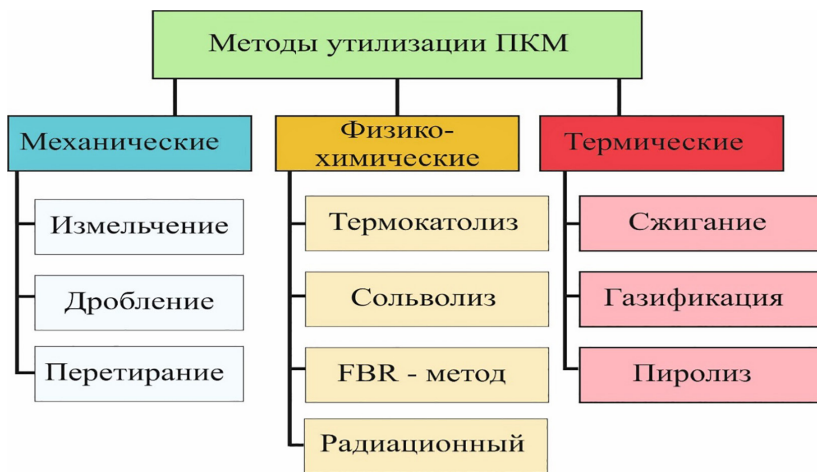 Методы утилизации ПКМ
Механические
Физико-
химические
Термические
Измельчение
Дробление
Перетирание
Термокатолиз
Сольволиз
FBR - метод
Радиационный
Сжигание
Газификация
Пиролиз